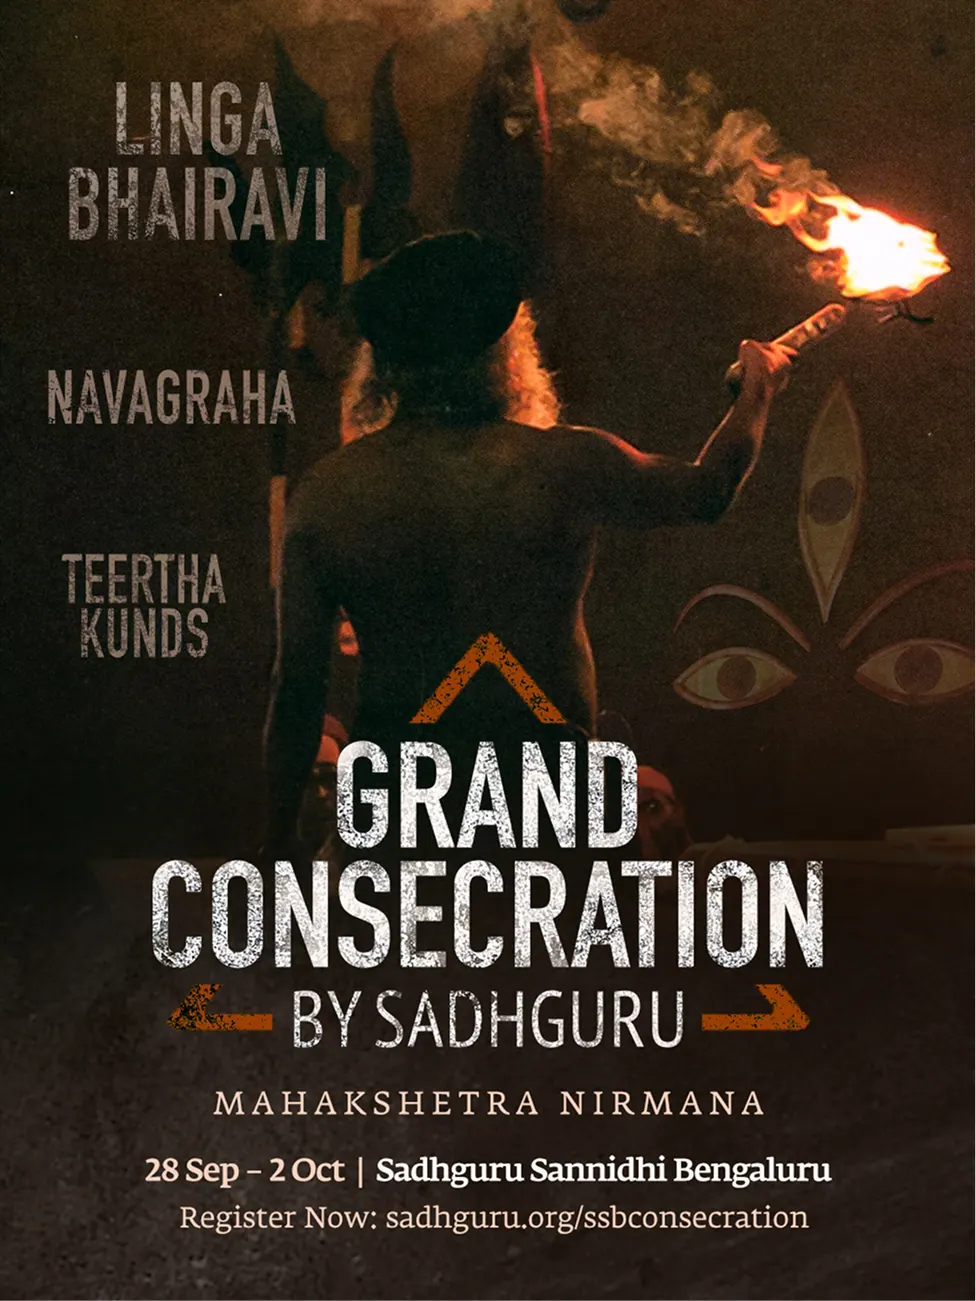 LINGA
BHAIRAVI
NAVAGRAHA
TEERTHA
KUNDS
GRAND
CONSECRATION
BY SADHGURU
MAHAKSHETRA NIRMANA
28 Sep – 2 Oct | Sadhguru Sannidhi Bengaluru
Register Now: sadhguru.org/ssbconsecration